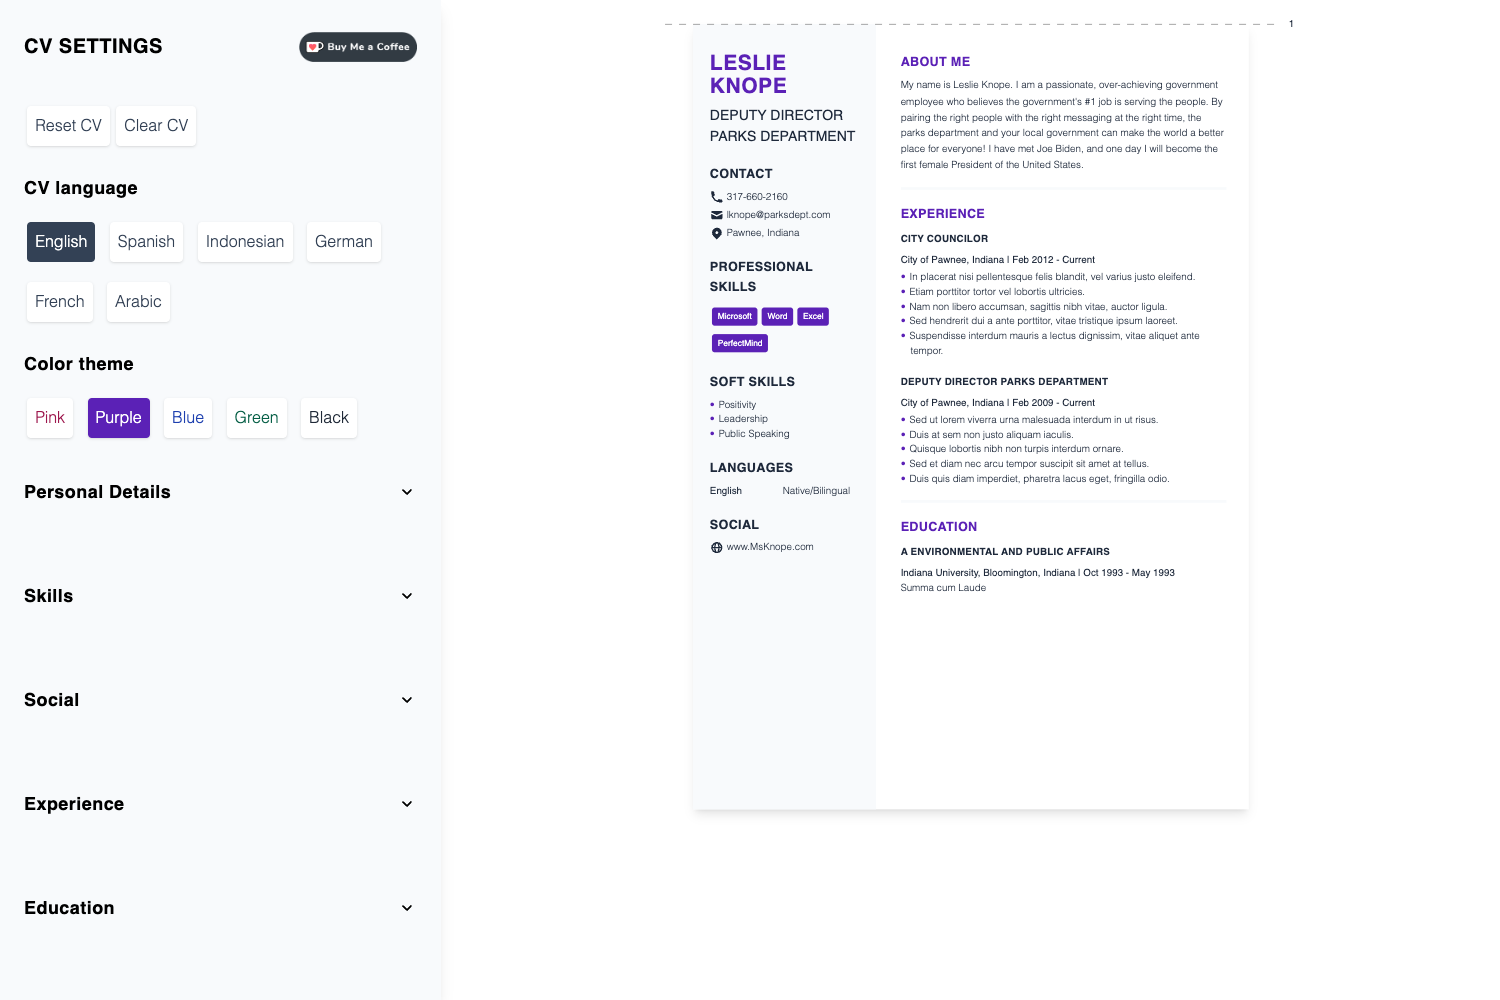 CV SETTINGS
Buy Me a Coffee
Reset CV
Clear CV
CV language
English
Spanish
Indonesian
German
French
Arabic
Color theme
Pink
Purple
Blue
Green
Black
Personal Details
Skills
Social
Experience
Education
1
LESLIE
KNOPE
DEPUTY DIRECTOR
PARKS DEPARTMENT
CONTACT
317-660-2160
lknope@parksdept.com
Pawnee, Indiana
PROFESSIONAL
SKILLS
Microsoft
Word
Excel
PerfectMind
SOFT SKILLS
• Positivity
• Leadership
• Public Speaking
LANGUAGES
English Native/Bilingual
SOCIAL
www.MsKnope.com
ABOUT ME
My name is Leslie Knope. I am a passionate, over-achieving government
employee who believes the government's #1 job is serving the people. By
pairing the right people with the right messaging at the right time, the
parks department and your local government can make the world a better
place for everyone! I have met Joe Biden, and one day I will become the
first female President of the United States.
EXPERIENCE
CITY COUNCILOR
City of Pawnee, Indiana | Feb 2012 - Current
• In placerat nisi pellentesque felis blandit, vel varius justo eleifend.
• Etiam porttitor tortor vel lobortis ultricies.
• Nam non libero accumsan, sagittis nibh vitae, auctor ligula.
• Sed hendrerit dui a ante porttitor, vitae tristique ipsum laoreet.
• Suspendisse interdum mauris a lectus dignissim, vitae aliquet ante
tempor.
DEPUTY DIRECTOR PARKS DEPARTMENT
City of Pawnee, Indiana | Feb 2009 - Current
• Sed ut lorem viverra urna malesuada interdum in ut risus.
• Duis at sem non justo aliquam iaculis.
• Quisque lobortis nibh non turpis interdum ornare.
• Sed et diam nec arcu tempor suscipit sit amet at tellus.
• Duis quis diam imperdiet, pharetra lacus eget, fringilla odio.
EDUCATION
A ENVIRONMENTAL AND PUBLIC AFFAIRS
Indiana University, Bloomington, Indiana | Oct 1993 - May 1993
Summa cum Laude